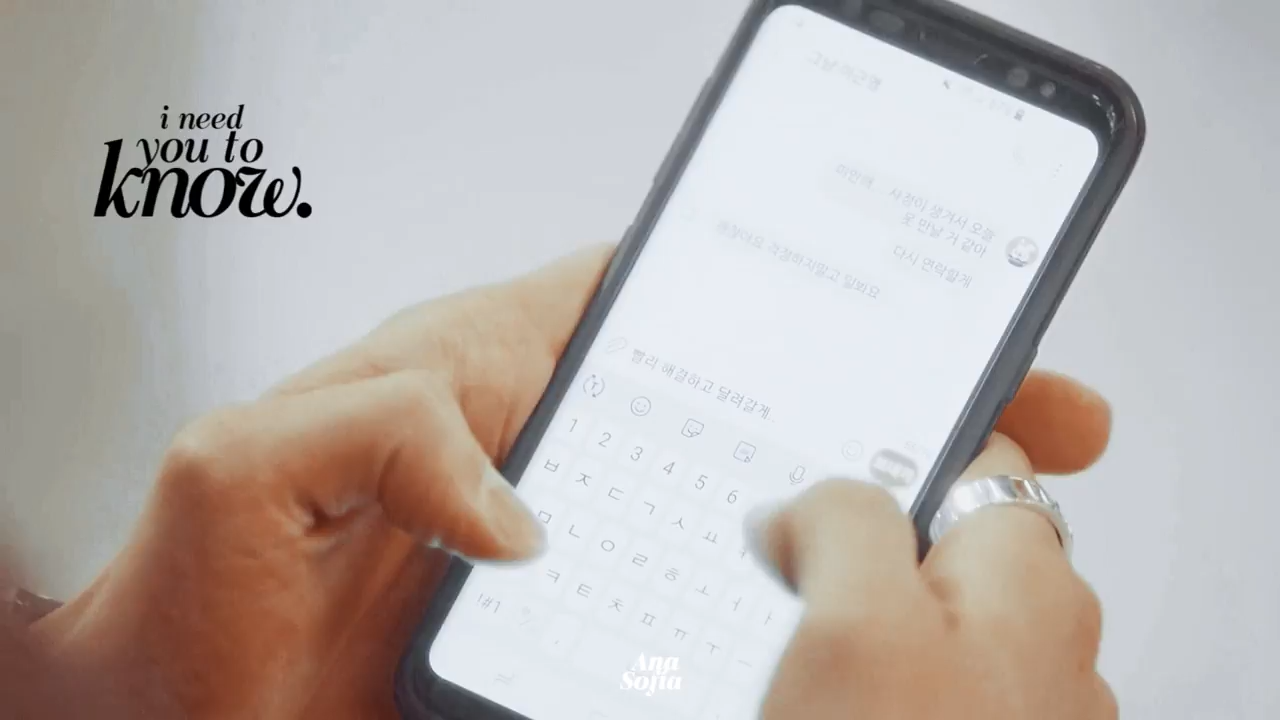 i need
you to
know.
미안해... 사정이 생겨서 오늘
못 만날 거 같아
다시 연락할게
괜찮아요 걱정하지말고 일봐요
빨리 해결하고 달려갈게..
1 2 3 4 5 6
ㅂ ㅈ ㄷ ㄱ ㅅ ㅛ ㅕ
ㅁ ㄴ ㅇ ㄹ ㅎ ㅗ ㅓ ㅏ
ㅋ ㅌ ㅊ ㅍ ㅠ ㅜ ㅡ
!#1
Ana
Sofia